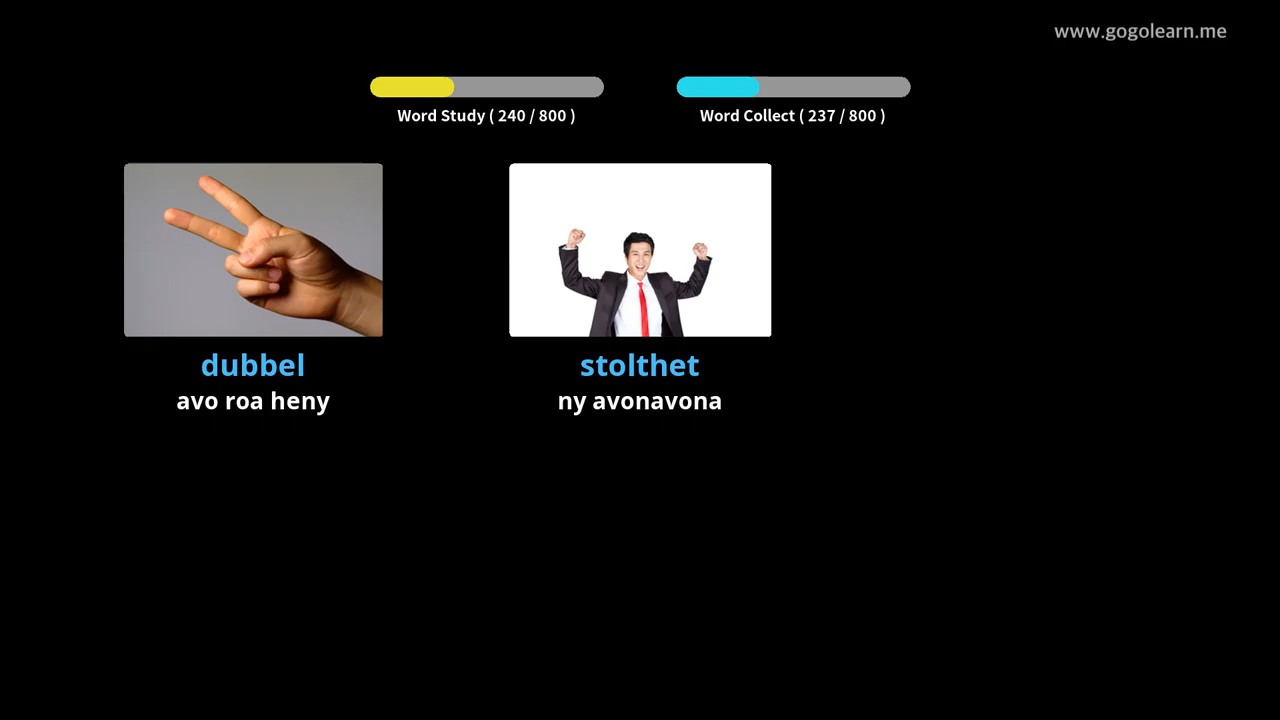 www.gogolearn.me
Word Study ( 240 / 800 )
Word Collect ( 237 / 800 )
dubbel
avo roa heny
stolthet
ny avonavona